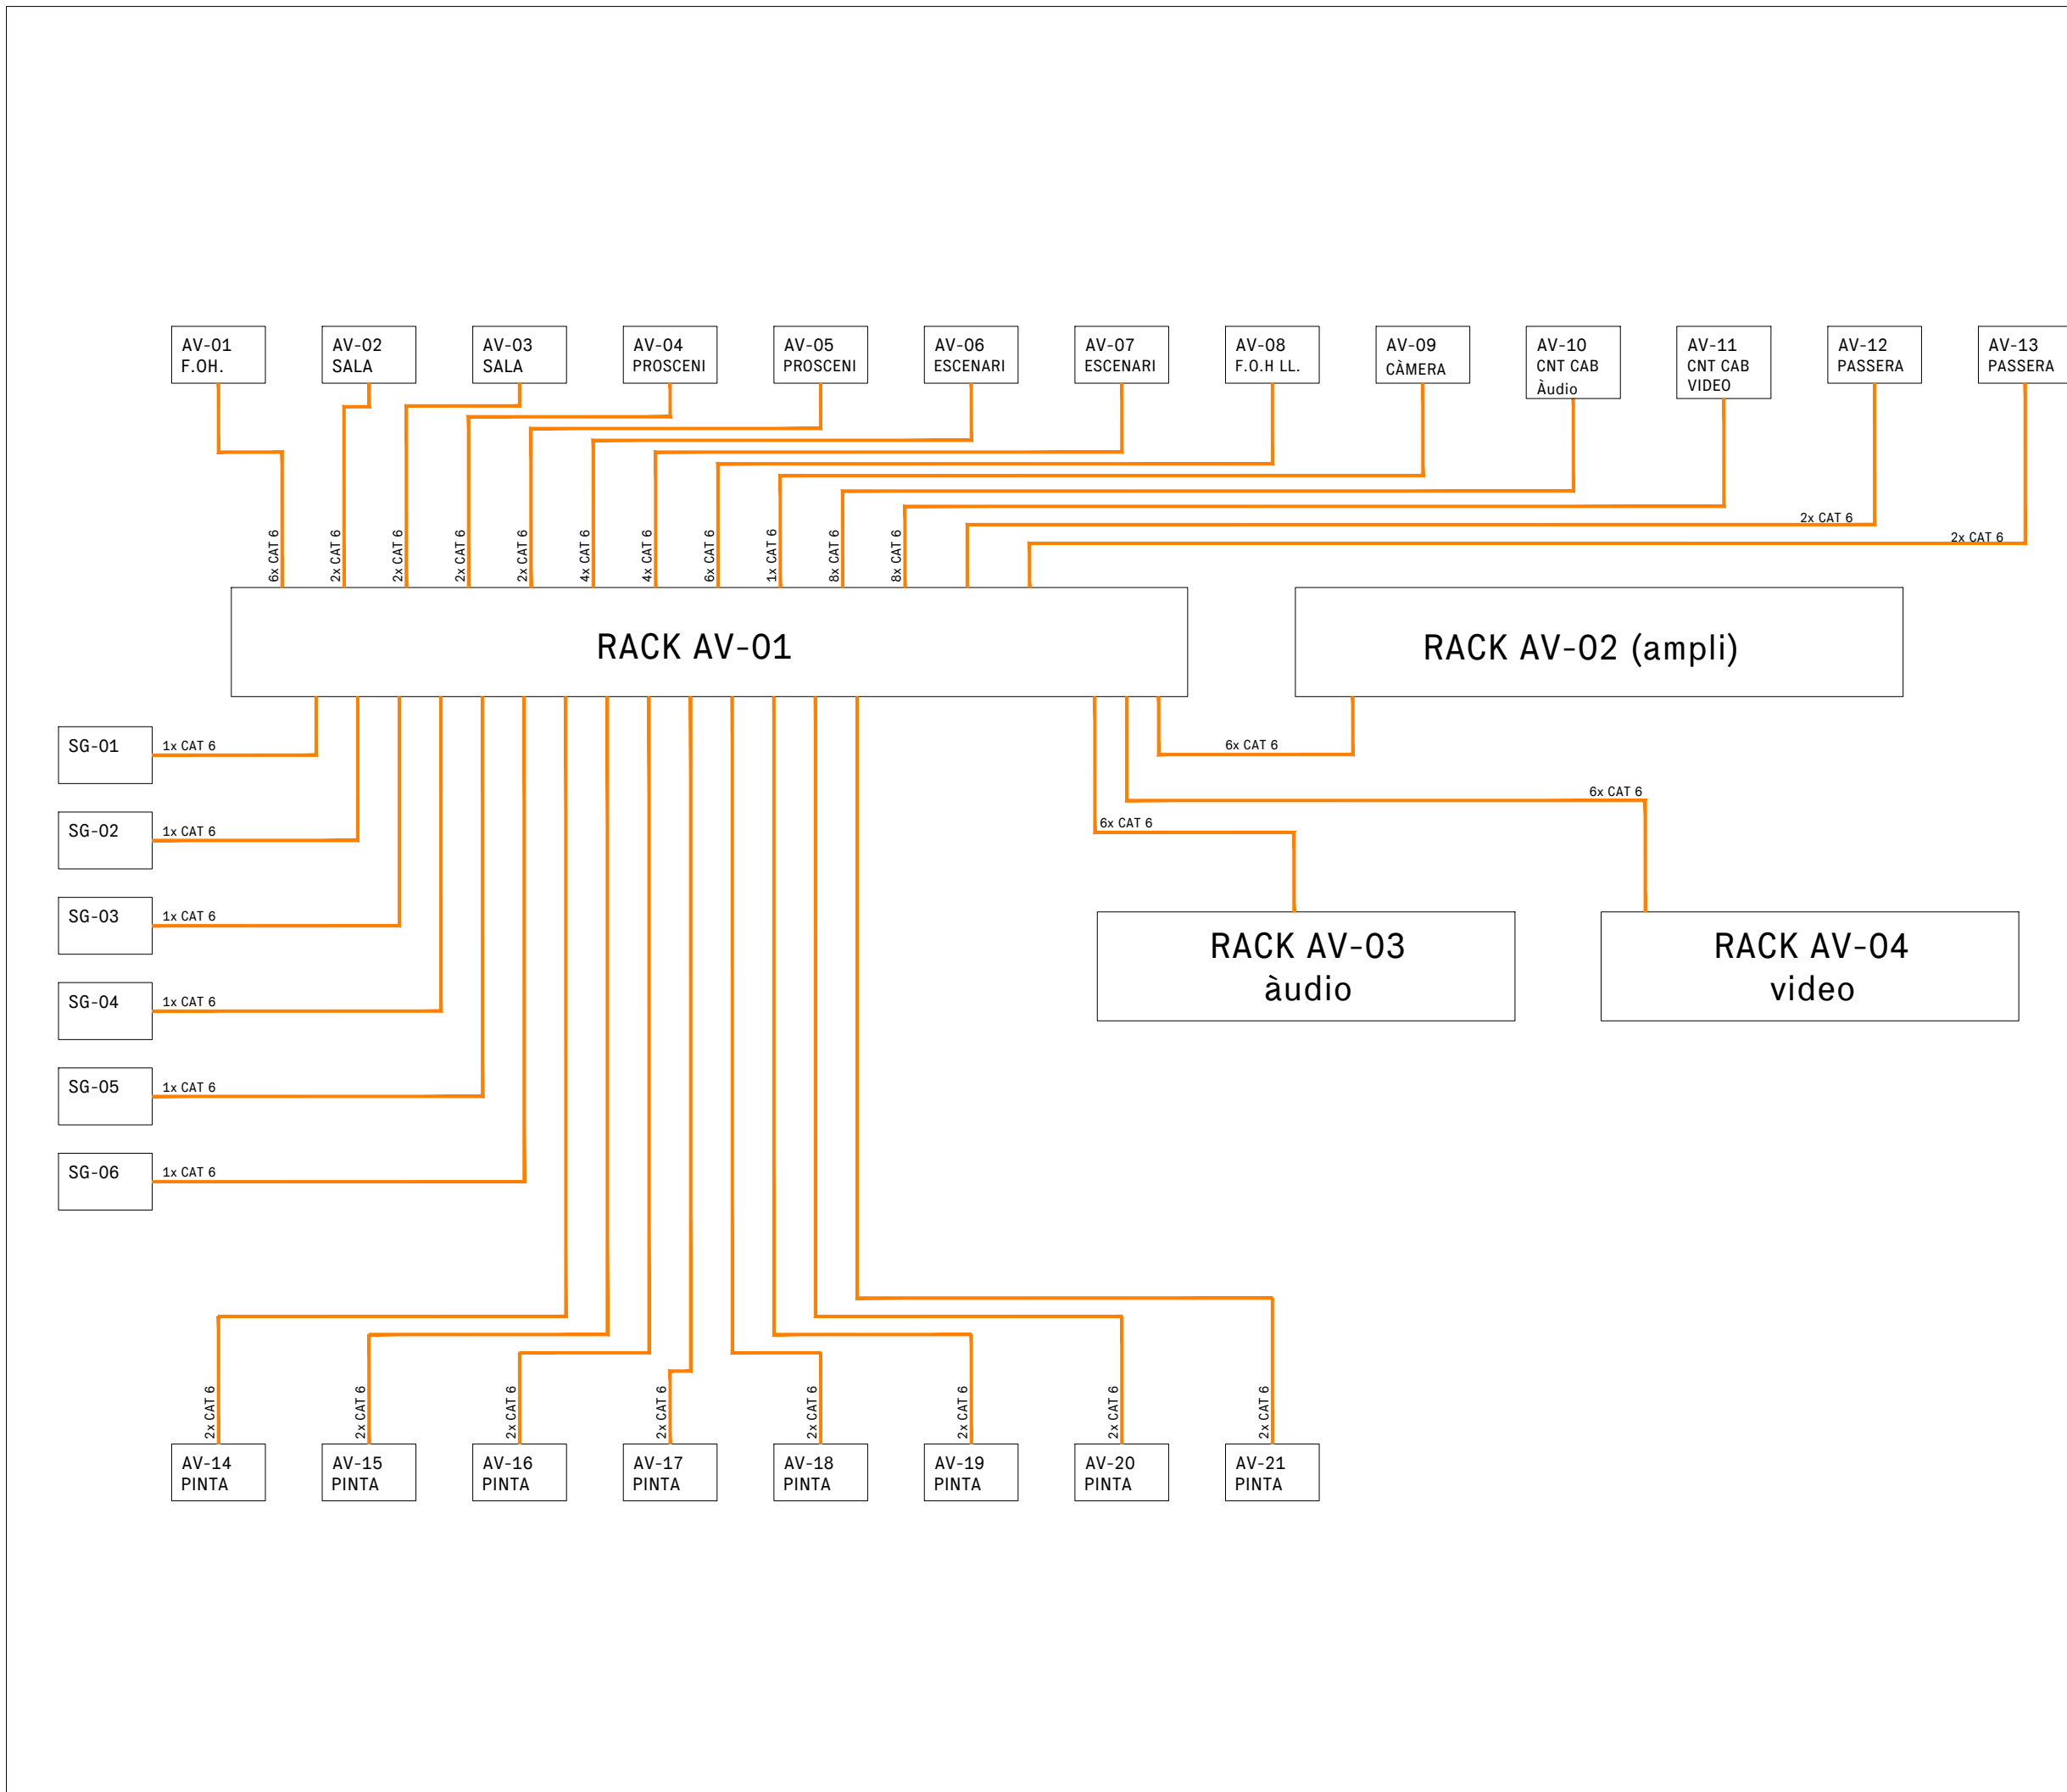 AV-01
F.OH.
AV-02
SALA
AV-03
SALA
AV-04
PROSCENI
AV-05
PROSCENI
AV-06
ESCENARI
AV-07
ESCENARI
AV-08
F.O.H LL.
AV-09
CÀMERA
AV-10
CNT CAB
Àudio
AV-11
CNT CAB
VIDEO
AV-12
PASSERA
AV-13
PASSERA
6x CAT 6
2x CAT 6
2x CAT 6
2x CAT 6
2x CAT 6
4x CAT 6
4x CAT 6
6x CAT 6
1x CAT 6
8x CAT 6
8x CAT 6
2x CAT 6
2x CAT 6
RACK AV-01
RACK AV-02 (ampli)
SG-01
1x CAT 6
6x CAT 6
SG-02
1x CAT 6
6x CAT 6
6x CAT 6
SG-03
1x CAT 6
RACK AV-03
àudio
RACK AV-04
video
SG-04
1x CAT 6
SG-05
1x CAT 6
SG-06
1x CAT 6
2x CAT 6
2x CAT 6
2x CAT 6
2x CAT 6
2x CAT 6
2x CAT 6
2x CAT 6
2x CAT 6
AV-14
PINTA
AV-15
PINTA
AV-16
PINTA
AV-17
PINTA
AV-18
PINTA
AV-19
PINTA
AV-20
PINTA
AV-21
PINTA